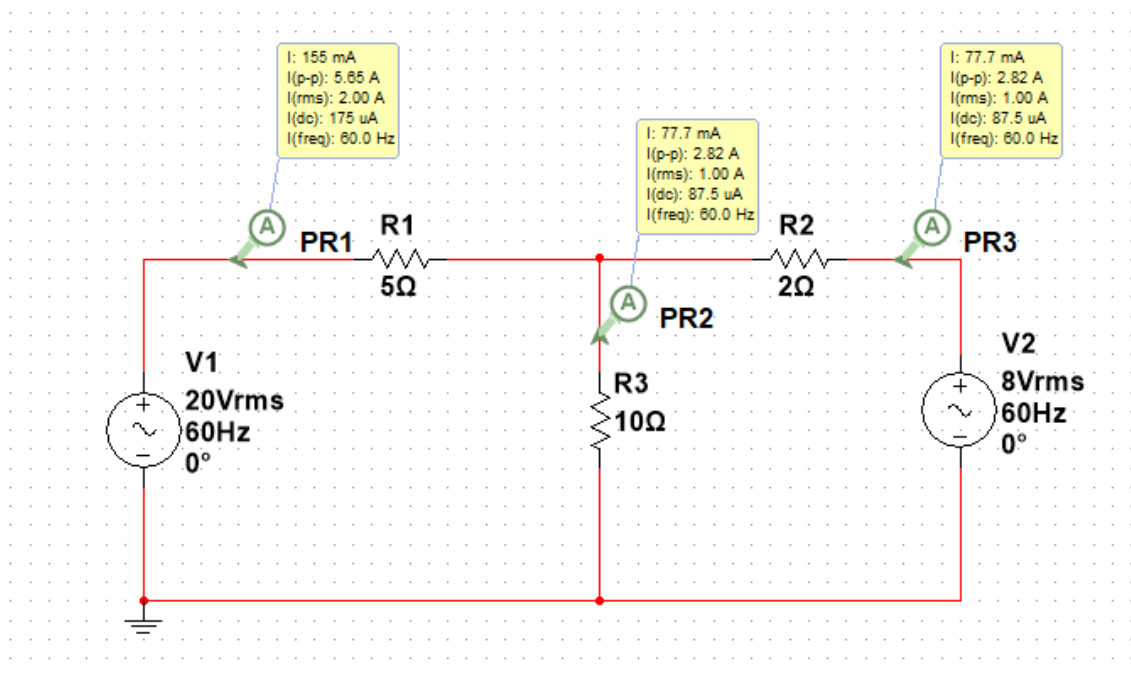 I: 155 mA
I(p-p): 5.65 A
I(rms): 2.00 A
I(dc): 175 uA
I(freq): 60.0 Hz
I: 77.7 mA
I(p-p): 2.82 A
I(rms): 1.00 A
I(dc): 87.5 uA
I(freq): 60.0 Hz
I: 77.7 mA
I(p-p): 2.82 A
I(rms): 1.00 A
I(dc): 87.5 uA
I(freq): 60.0 Hz
A
PR1
R1
5Ω
A
PR2
R2
2Ω
A
PR3
V1
20Vrms
60Hz
0°
R3
10Ω
V2
8Vrms
60Hz
0°